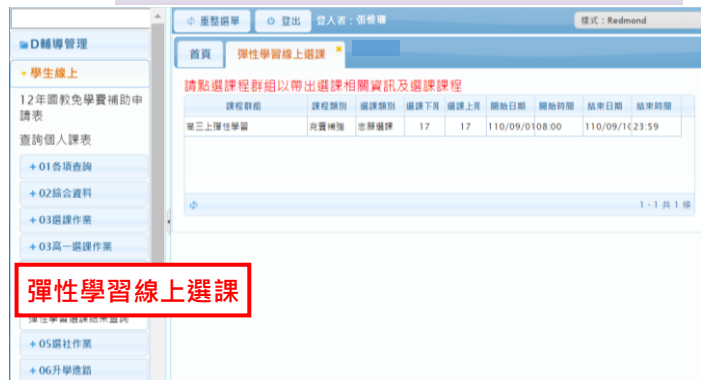 重整選單 登出 登入者：張惟珊 樣式：Redmond
D輔導管理
首頁 彈性學習線上選課
學生線上
請點選課程群組以帶出選課相關資訊及選課課程
12年國教免學費補助申
請表
查詢個人課表
課程群組 課程類別 選課類別 選課下限 選課上限 開始日期 開始時間 結束日期 結束時間
高三上彈性學習 充實補強 志願選課 17 17 110/09/01 08:00 110/09/1 23:59
+01各項查詢
+02綜合資料
1 - 1 共 1 條
+03選課作業
+03高一選課作業
彈性學習線上選課
彈性學習選課結果查詢
+05選社作業
+06升學進路